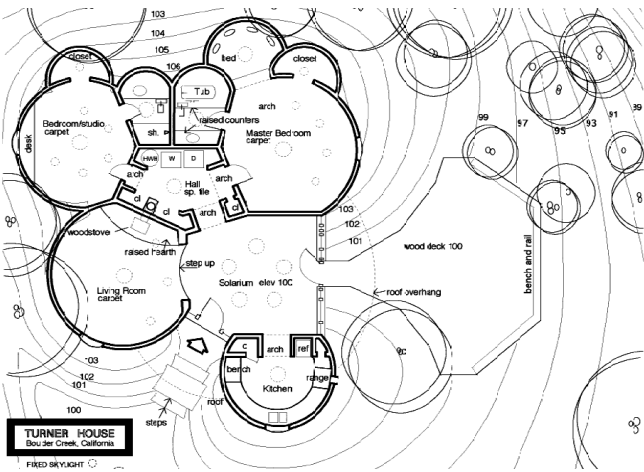 103
104
105
106
closet
bed
closet
Tub
Bedroom/studio
carpet
desk
arch
raised counters
sh.
Master Bedroom
carpet
99
97
95
93
91
89
HWB
W
D
arch
Hall
sp. tile
arch
cl
cl
arch
cl
103
102
101
wood deck 100
woodstove
raised hearth
step up
Living Room
carpet
Solarium elev 100
roof overhang
bench and rail
c
arch
ref
bench
range
Kitchen
103
102
101
100
roof
steps
TURNER HOUSE
Boulder Creek, California
FIXED SKYLIGHT